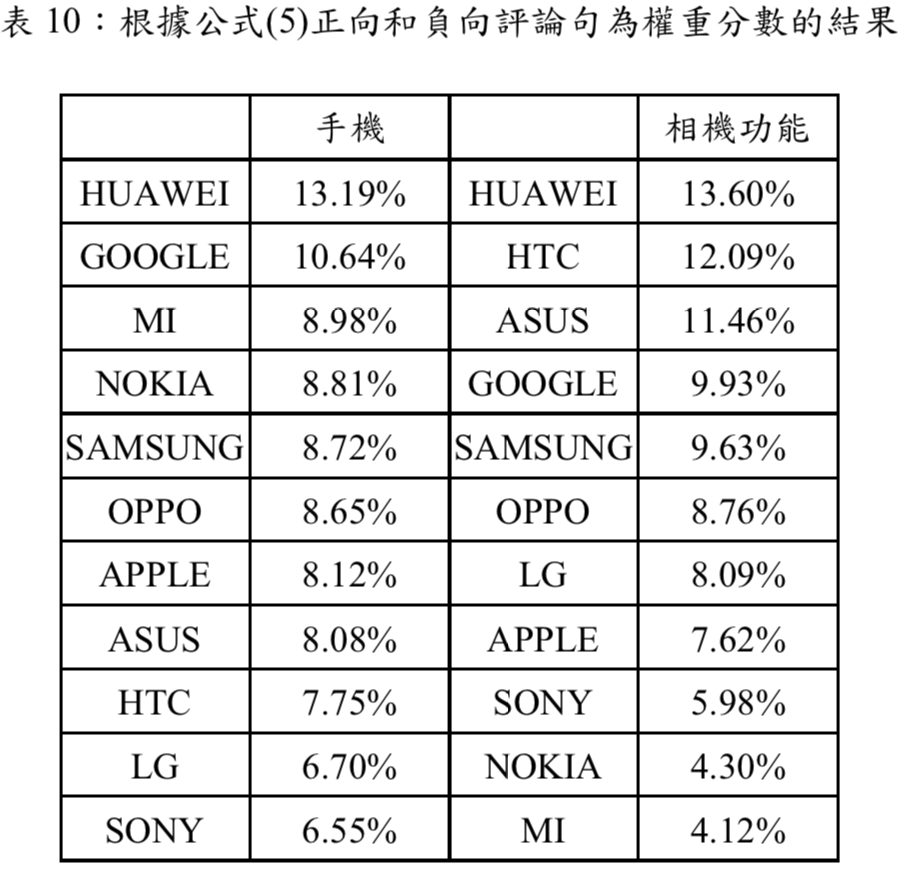 表 10：根據公式(5)正向和負向評論句為權重分數的結果
手機 相機功能
HUAWEI 13.19% HUAWEI 13.60%
GOOGLE 10.64% HTC 12.09%
MI 8.98% ASUS 11.46%
NOKIA 8.81% GOOGLE 9.93%
SAMSUNG 8.72% SAMSUNG 9.63%
OPPO 8.65% OPPO 8.76%
APPLE 8.12% LG 8.09%
ASUS 8.08% APPLE 7.62%
HTC 7.75% SONY 5.98%
LG 6.70% NOKIA 4.30%
SONY 6.55% MI 4.12%